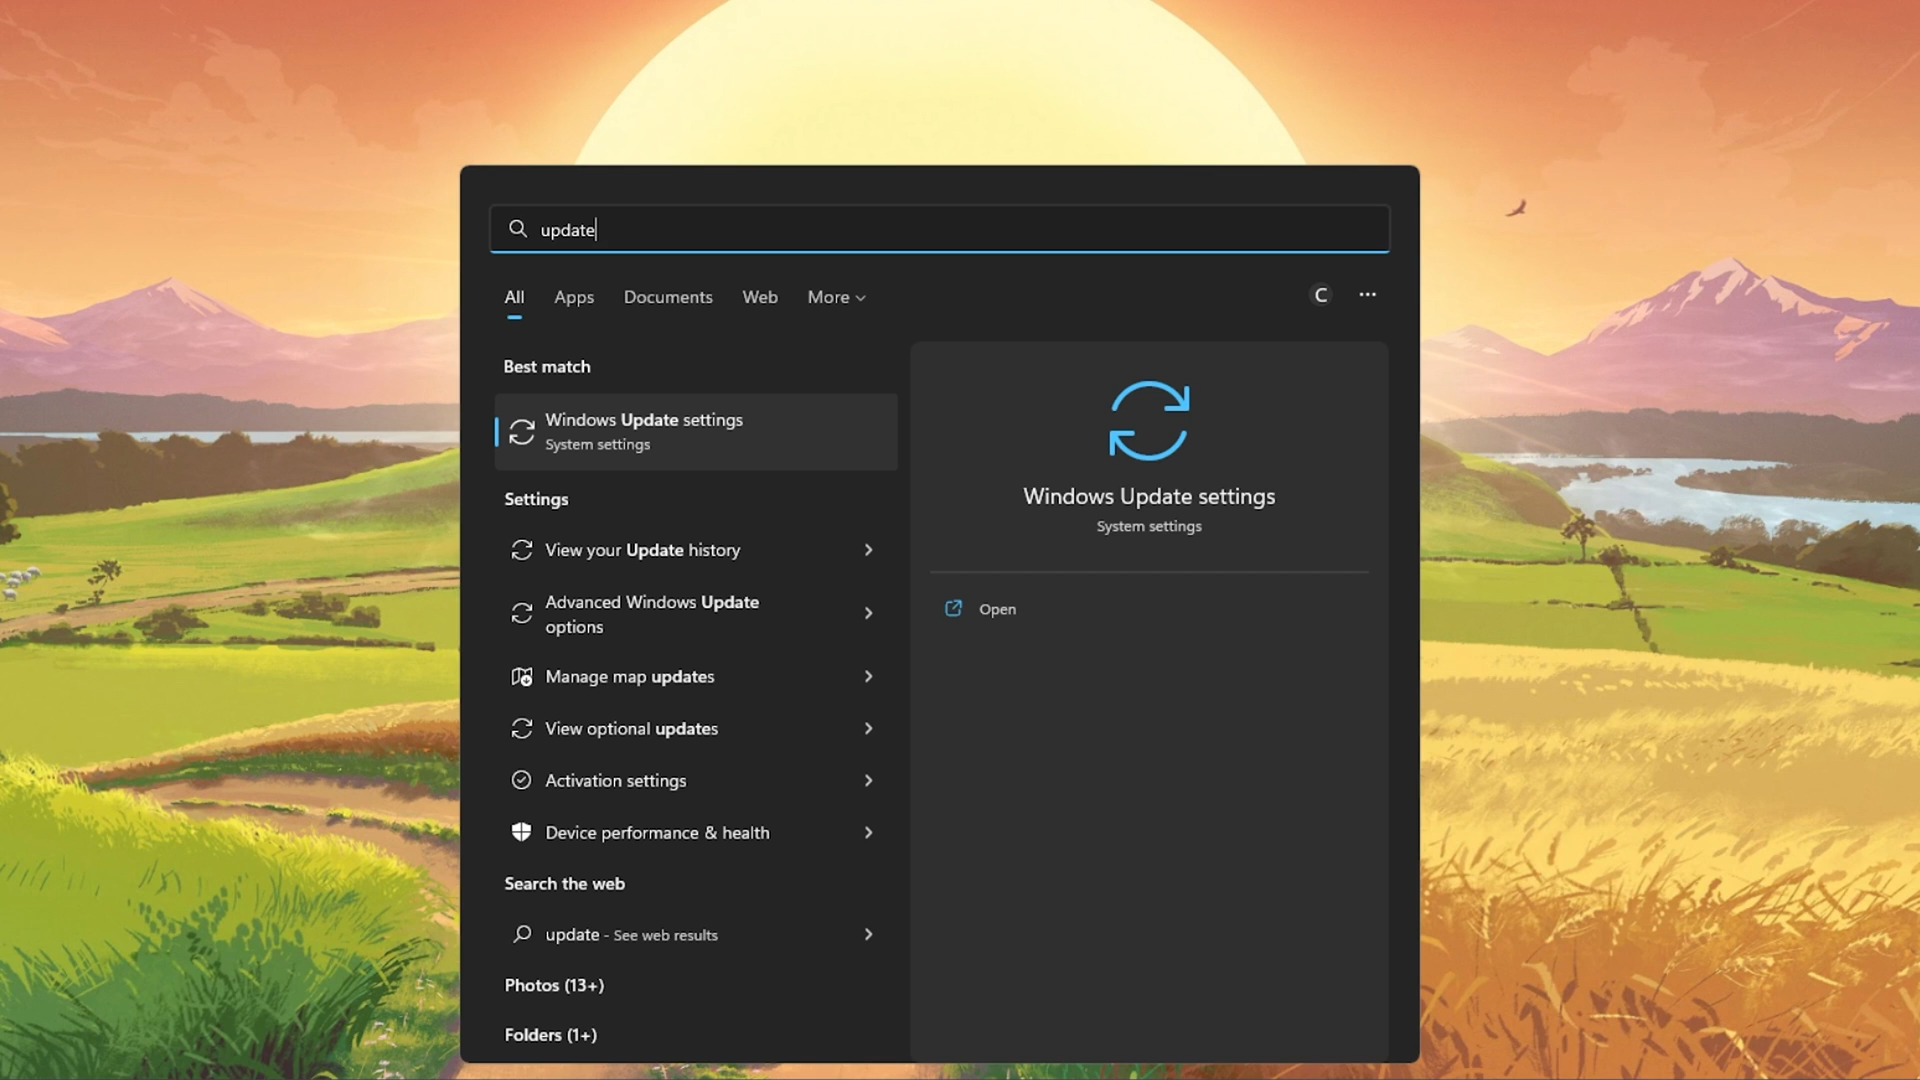 update
All Apps Documents Web More
C
Best match
Windows Update settings
System settings
Settings
View your Update history
Advanced Windows Update
options
Manage map updates
View optional updates
Activation settings
Device performance & health
Search the web
update - See web results
Photos (13+)
Folders (1+)
Windows Update settings
System settings
Open